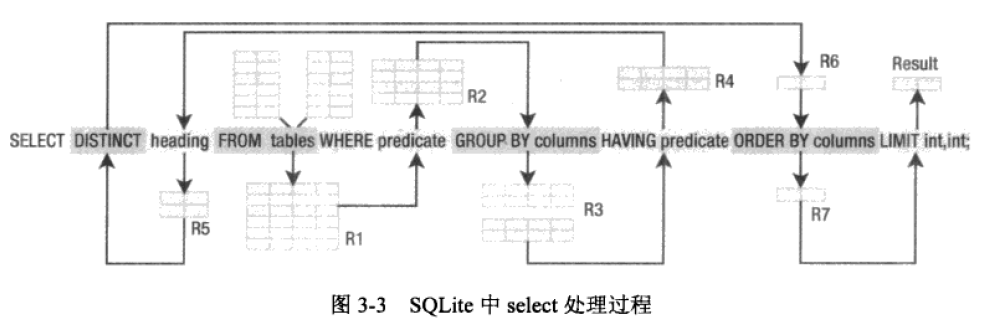 R6
Result
R2
R4
SELECT DISTINCT heading FROM tables WHERE predicate GROUP BY columns HAVING predicate ORDER BY columns LIMIT int,int;
R5
R1
R3
R7
图 3-3 SQLite 中 select 处理过程